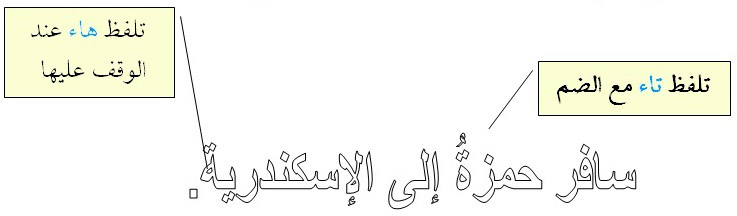 تلفظ هاء عند
الوقف عليها
تلفظ تاء مع الضم
سافر حمزةُ إلى الإسكندرية.